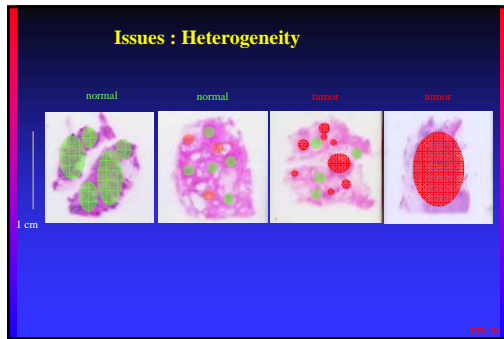 Issues : Heterogeneity
normal normal tumor tumor
1 cm